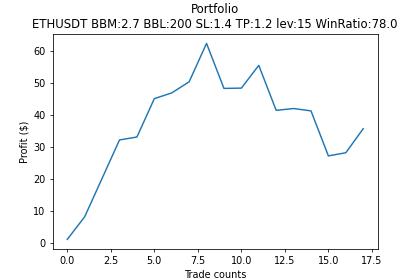 Portfolio
ETHUSDT BBM:2.7 BBL:200 SL:1.4 TP:1.2 lev:15 WinRatio:78.0
60
50
40
30
20
10
0
Profit ($)
0.0 2.5 5.0 7.5 10.0 12.5 15.0 17.5
Trade counts